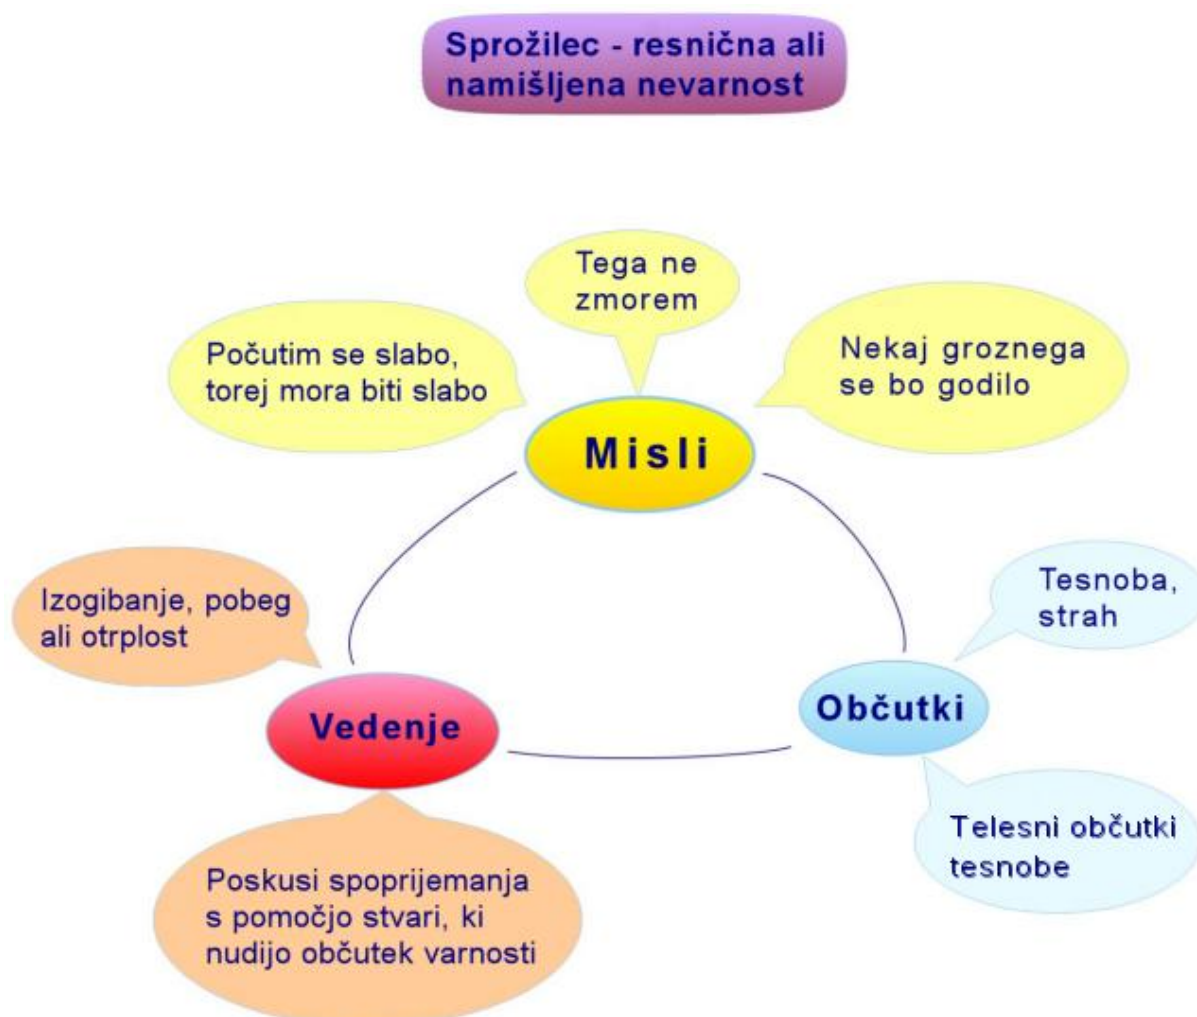 Sprožilec - resnična ali
namišljena nevarnost
Tega ne
zmorem
Počutim se slabo,
torej mora biti slabo
Nekaj groznega
se bo godilo
Misli
Izogibanje, pobeg
ali otrplost
Tesnoba,
strah
Vedenje
Občutki
Poskusi spoprijemanja
s pomočjo stvari, ki
nudijo občutek varnosti
Telesni občutki
tesnobe